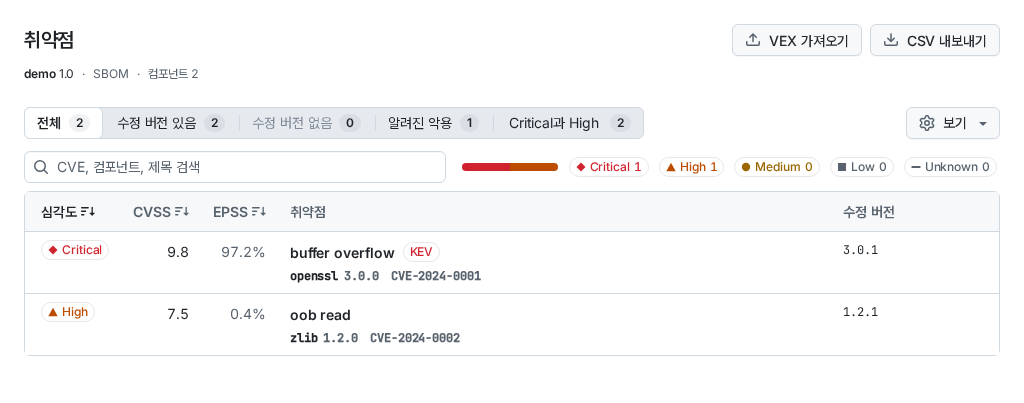 취약점
VEX 가져오기
CSV 내보내기
demo 1.0 · SBOM · 컴포넌트 2
전체 2
수정 버전 있음 2
수정 버전 없음 0
알려진 악용 1
Critical과 High 2
보기
CVE, 컴포넌트, 제목 검색
Critical 1
High 1
Medium 0
Low 0
Unknown 0
심각도 CVSS EPSS 취약점 수정 버전
Critical 9.8 97.2% buffer overflow KEV 3.0.1
openssl 3.0.0 CVE-2024-0001
High 7.5 0.4% oob read 1.2.1
zlib 1.2.0 CVE-2024-0002